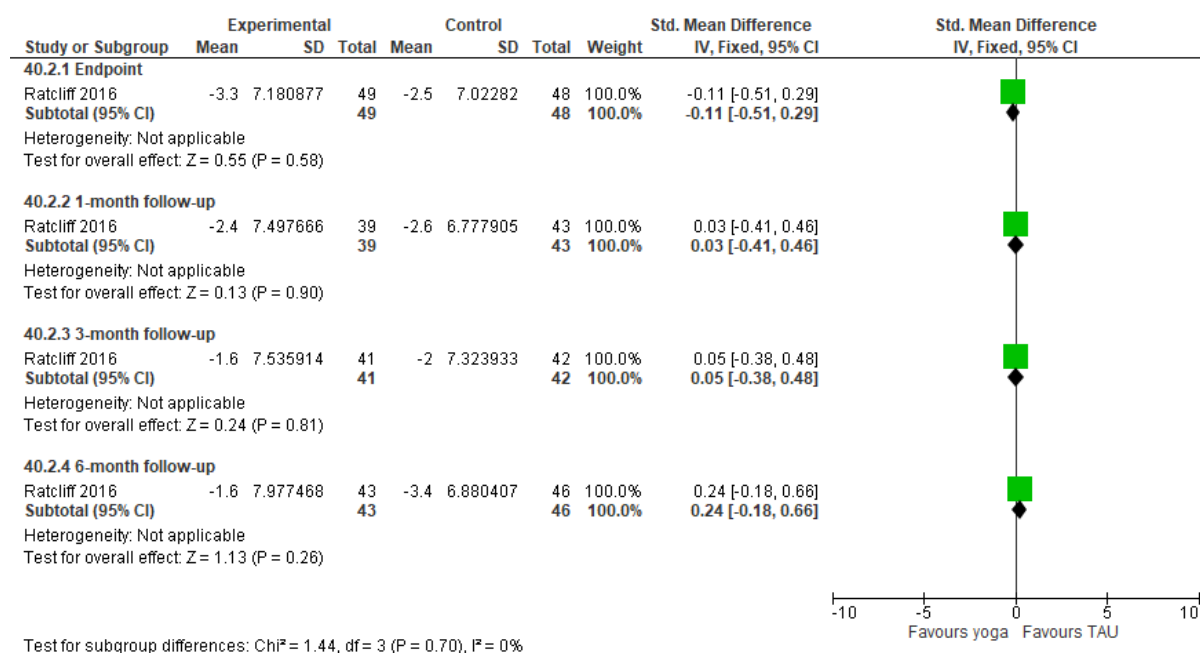 Experimental Control Std. Mean Difference Std. Mean Difference
Study or Subgroup Mean SD Total Mean SD Total Weight IV, Fixed, 95% CI IV, Fixed, 95% CI
40.2.1 Endpoint
Ratcliff 2016 -3.3 7.180877 49 -2.5 7.02282 48 100.0% -0.11 [-0.51, 0.29]
Subtotal (95% CI) 49 48 100.0% -0.11 [-0.51, 0.29]
Heterogeneity: Not applicable
Test for overall effect: Z = 0.55 (P = 0.58)
40.2.2 1-month follow-up
Ratcliff 2016 -2.4 7.497666 39 -2.6 6.777905 43 100.0% 0.03 [-0.41, 0.46]
Subtotal (95% CI) 39 43 100.0% 0.03 [-0.41, 0.46]
Heterogeneity: Not applicable
Test for overall effect: Z = 0.13 (P = 0.90)
40.2.3 3-month follow-up
Ratcliff 2016 -1.6 7.535914 41 -2 7.323933 42 100.0% 0.05 [-0.38, 0.48]
Subtotal (95% CI) 41 42 100.0% 0.05 [-0.38, 0.48]
Heterogeneity: Not applicable
Test for overall effect: Z = 0.24 (P = 0.81)
40.2.4 6-month follow-up
Ratcliff 2016 -1.6 7.977468 43 -3.4 6.880407 46 100.0% 0.24 [-0.18, 0.66]
Subtotal (95% CI) 43 46 100.0% 0.24 [-0.18, 0.66]
Heterogeneity: Not applicable
Test for overall effect: Z = 1.13 (P = 0.26)
-10 -5 0 5 10
Favours yoga Favours TAU
Test for subgroup differences: Chi² = 1.44, df = 3 (P = 0.70), I² = 0%